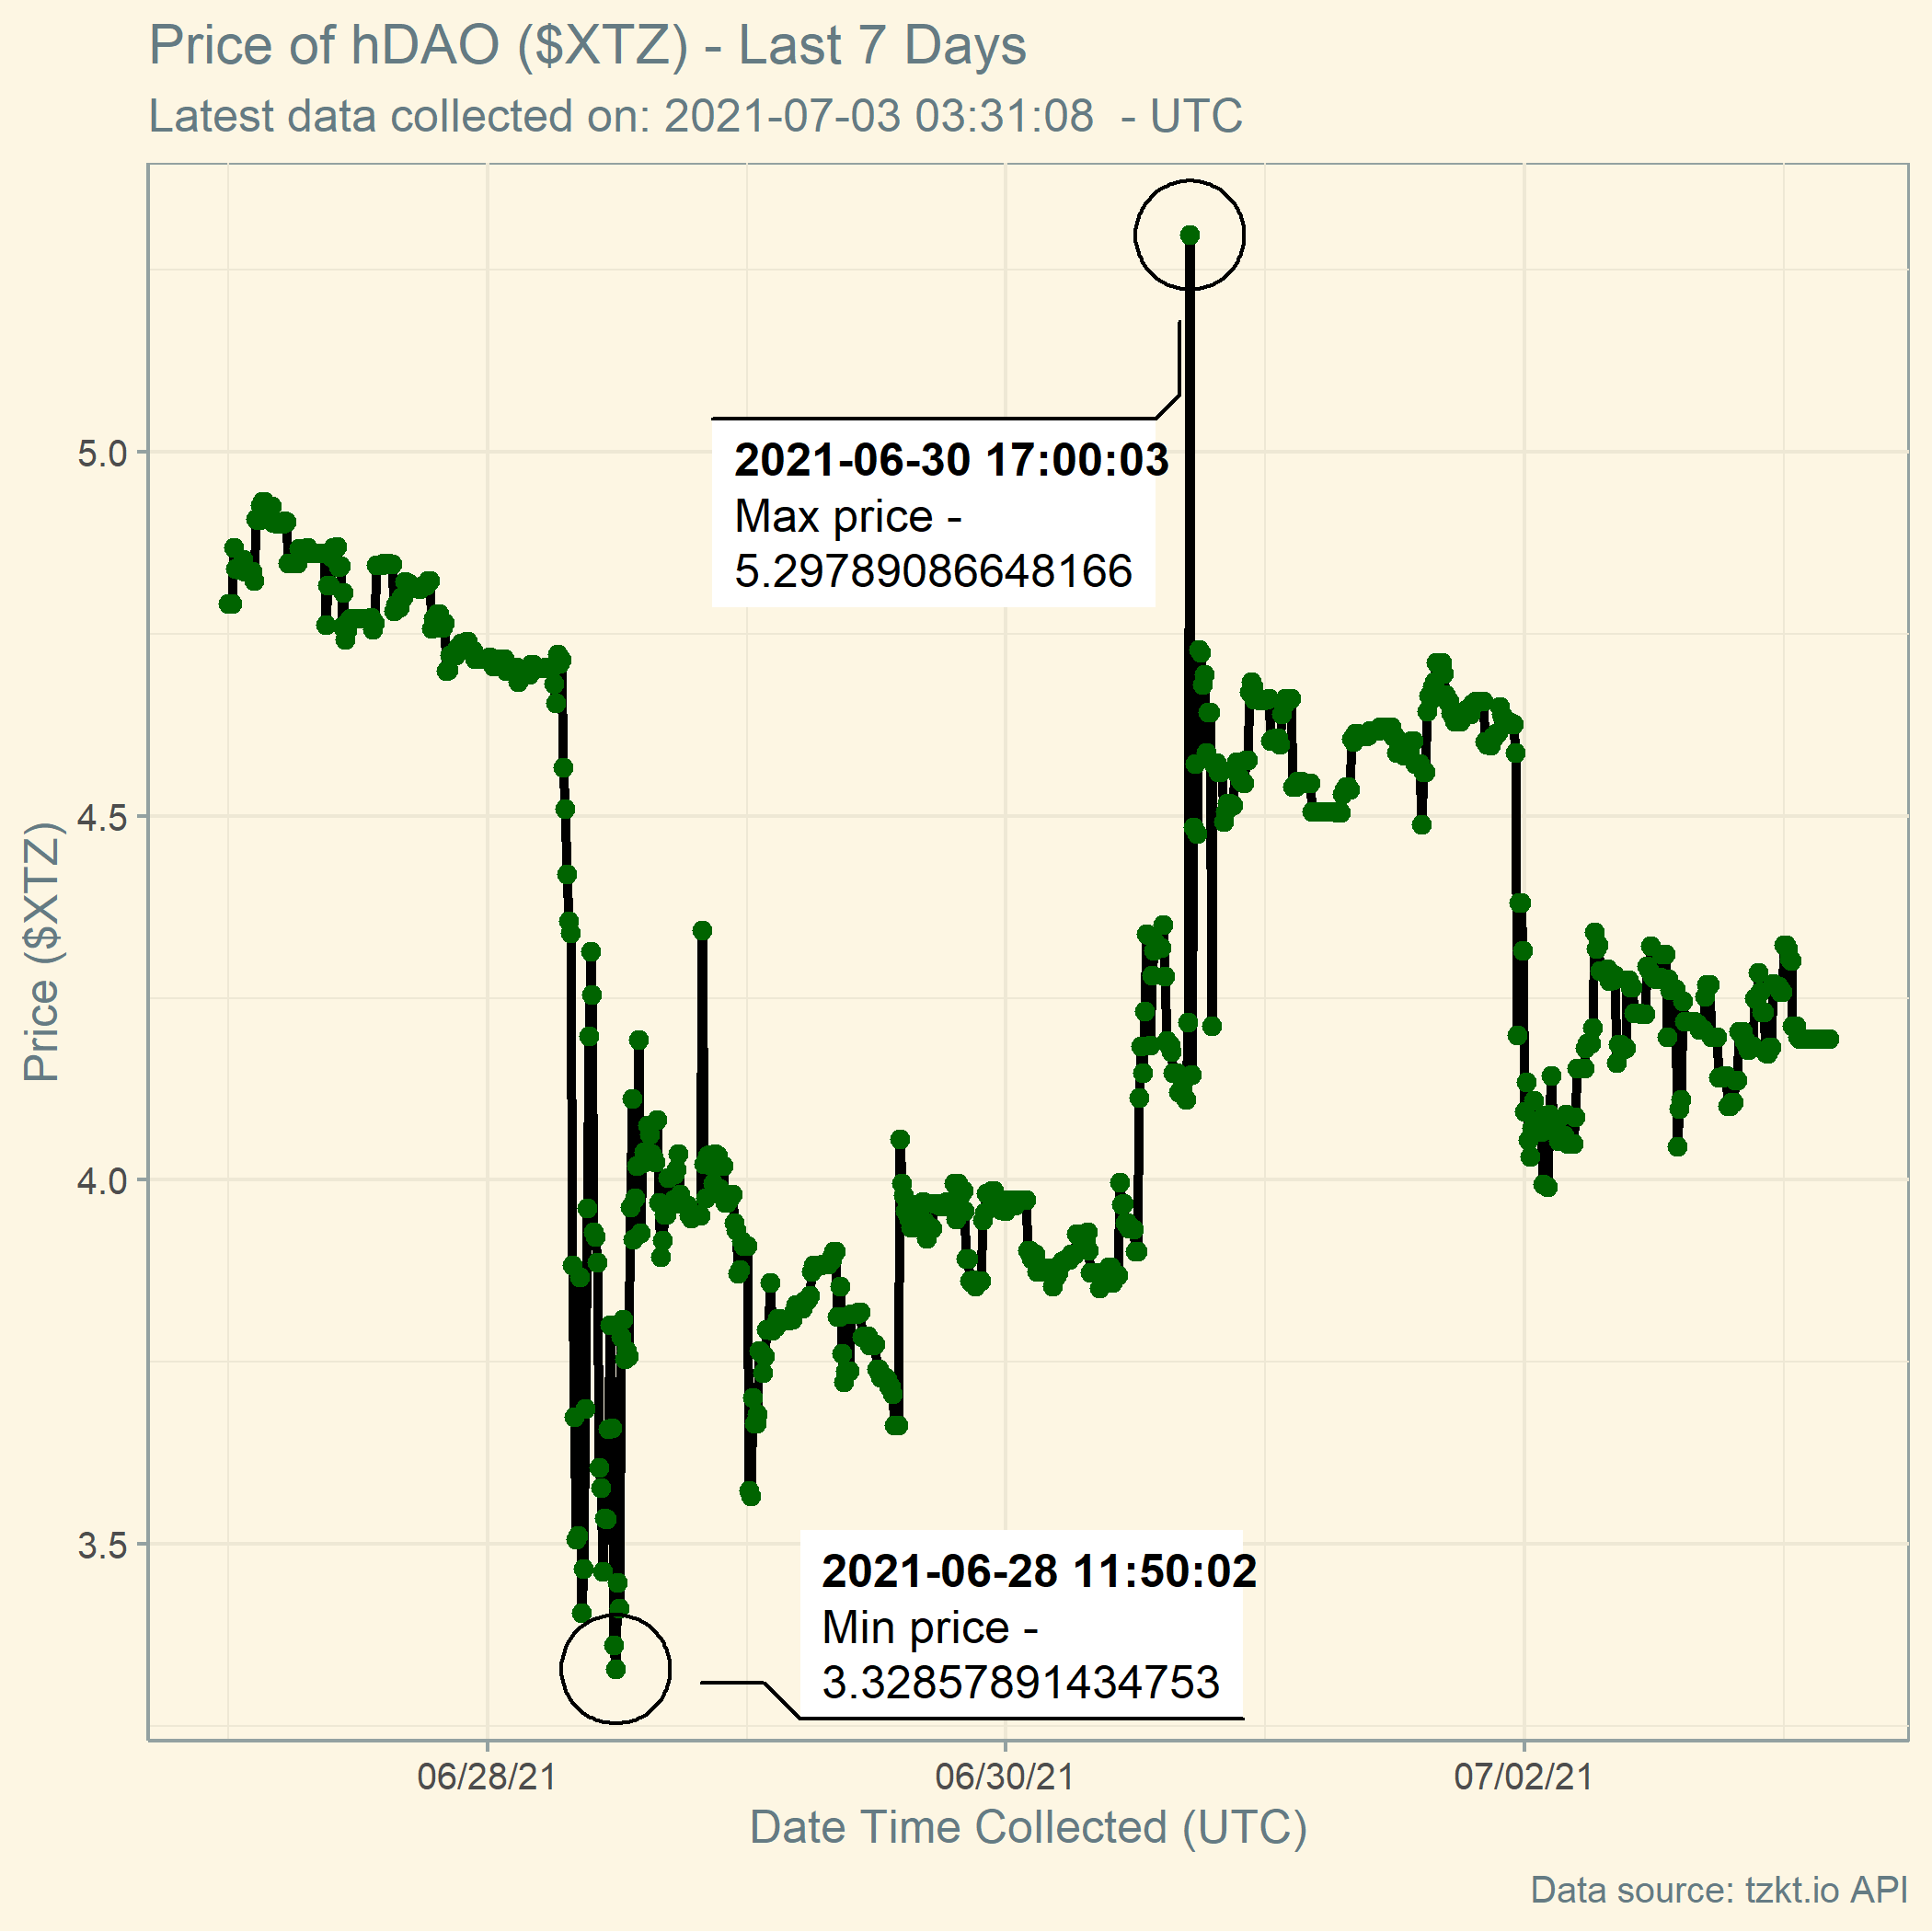 Price of hDAO ($XTZ) - Last 7 Days
Latest data collected on: 2021-07-03 03:31:08  - UTC
5.0
4.5
4.0
3.5
Price ($XTZ)
2021-06-30 17:00:03
Max price -
5.29789086648166
2021-06-28 11:50:02
Min price -
3.32857891434753
06/28/21
06/30/21
07/02/21
Date Time Collected (UTC)
Data source: tzkt.io API